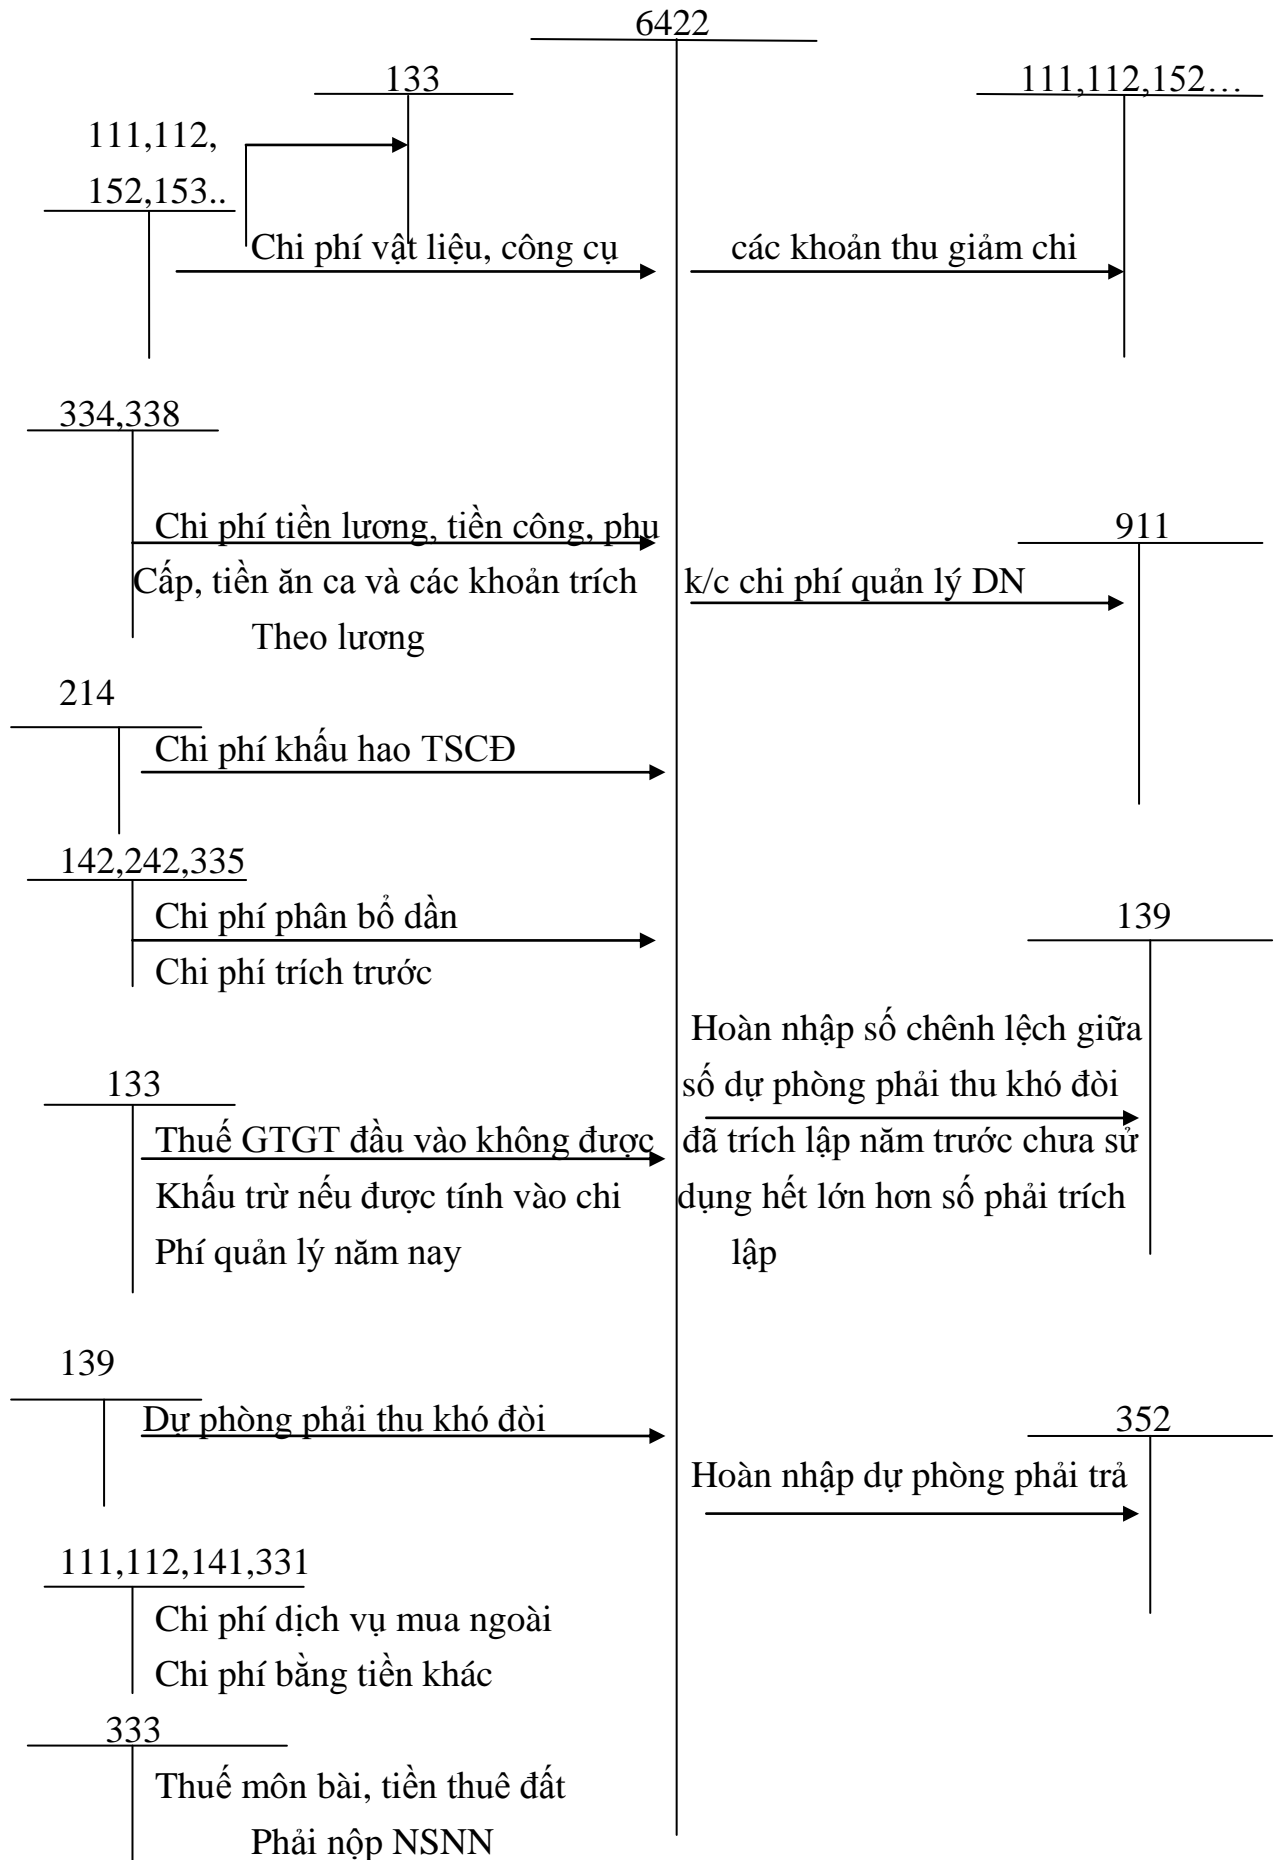 6422
133
111,112,152…
111,112,
152,153..
Chi phí vật liệu, công cụ
các khoản thu giảm chi
334,338
Chi phí tiền lương, tiền công, phụ
911
Cấp, tiền ăn ca và các khoản trích
k/c chi phí quản lý DN
Theo lương
214
Chi phí khấu hao TSCĐ
142,242,335
Chi phí phân bổ dần
139
Chi phí trích trước
Hoàn nhập số chênh lệch giữa
133
số dự phòng phải thu khó đòi
Thuế GTGT đầu vào không được
đã trích lập năm trước chưa sử
Khấu trừ nếu được tính vào chi
dụng hết lớn hơn số phải trích
Phí quản lý năm nay
lập
139
Dự phòng phải thu khó đòi
352
Hoàn nhập dự phòng phải trả
111,112,141,331
Chi phí dịch vụ mua ngoài
Chi phí bằng tiền khác
333
Thuế môn bài, tiền thuê đất
Phải nộp NSNN